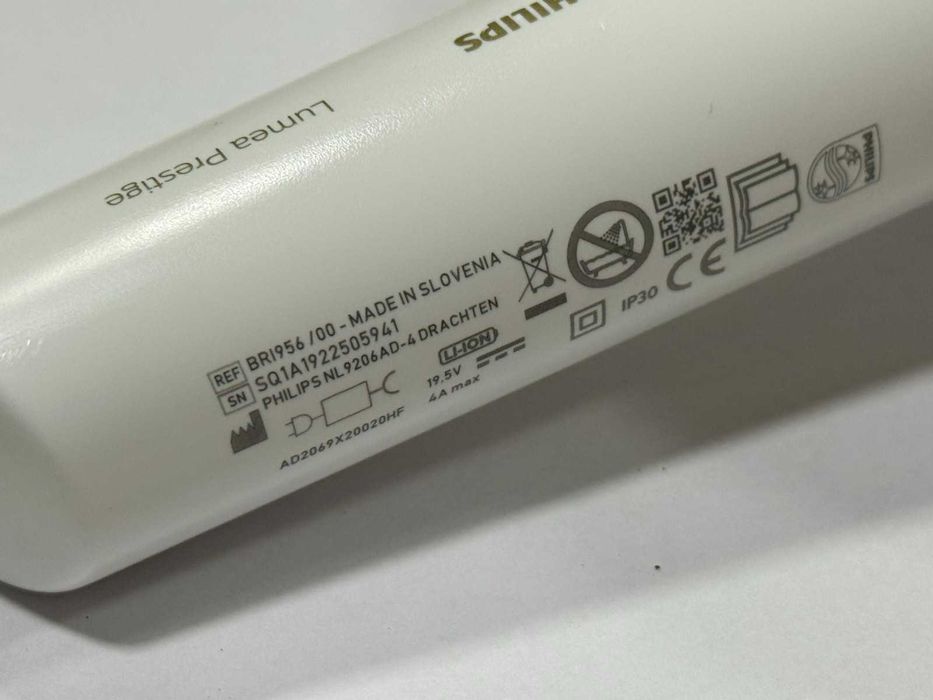 PHILIPS
Lumea Prestige
REF BRI956 /00 - MADE IN SLOVENIA
SN SQ1A1922505941
PHILIPS NL9206AD-4 DRACHTEN
AD2069X20020HF
LI-ION
19,5V
4A max
IP30
CE
PHILIPS